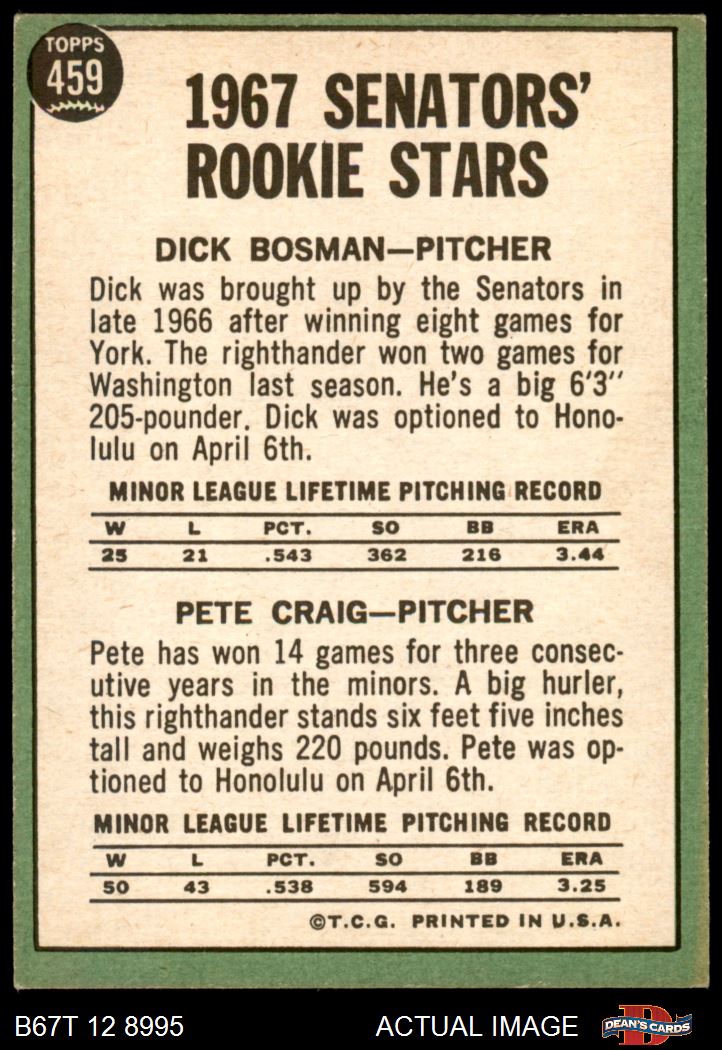 TOPPS
459
1967 SENATORS'
ROOKIE STARS
DICK BOSMAN—PITCHER
Dick was brought up by the Senators in
late 1966 after winning eight games for
York. The righthander won two games for
Washington last season. He's a big 6'3"
205-pounder. Dick was optioned to Hono-
lulu on April 6th.
MINOR LEAGUE LIFETIME PITCHING RECORD
W L PCT. SO BB ERA
25 21 .543 362 216 3.44
PETE CRAIG—PITCHER
Pete has won 14 games for three consec-
utive years in the minors. A big hurler,
this righthander stands six feet five inches
tall and weighs 220 pounds. Pete was op-
tioned to Honolulu on April 6th.
MINOR LEAGUE LIFETIME PITCHING RECORD
W L PCT. SO BB ERA
50 43 .538 594 189 3.25
©T.C.G. PRINTED IN U.S.A.
B67T 12 8995 ACTUAL IMAGE D DEAN'S CARDS